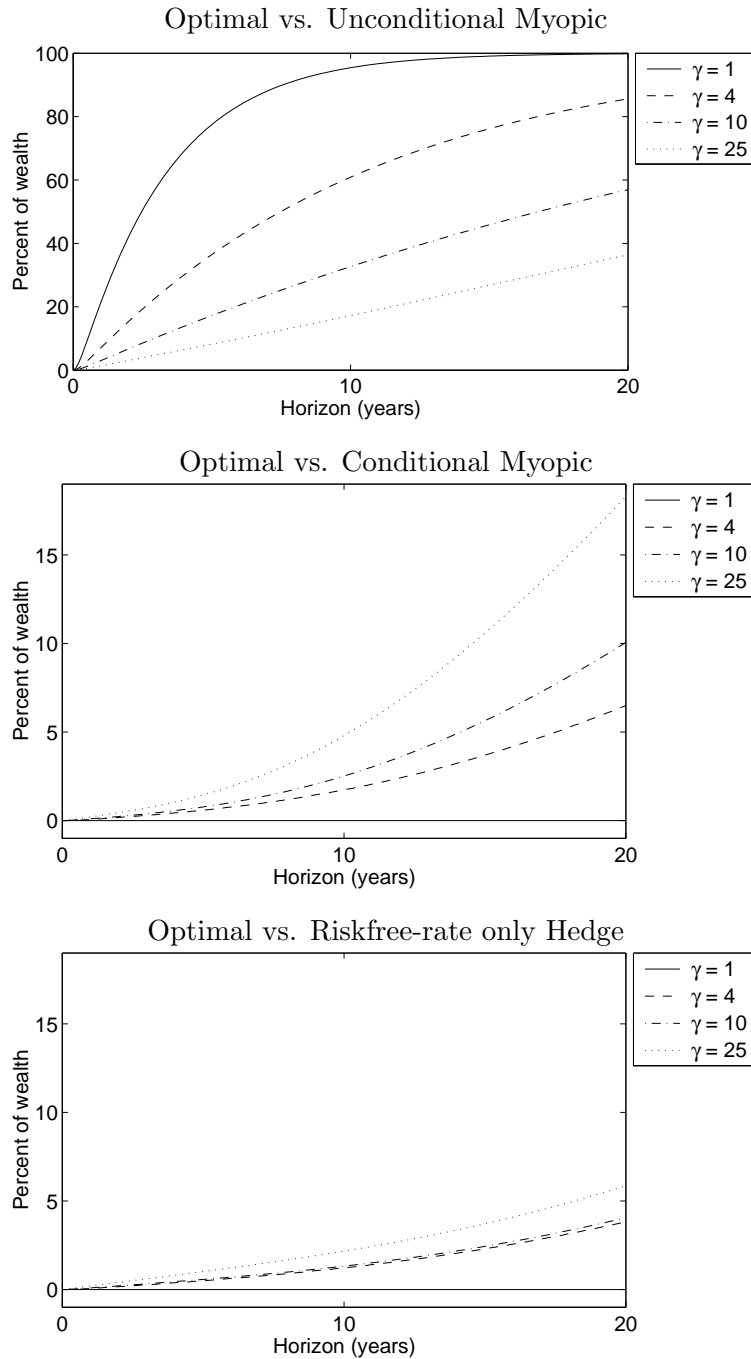 Optimal vs. Unconditional Myopic
100
80
60
40
20
0
Percent of wealth
0
10
20
Horizon (years)
γ = 1
γ = 4
γ = 10
γ = 25
Optimal vs. Conditional Myopic
15
10
5
0
Percent of wealth
0
10
20
Horizon (years)
γ = 1
γ = 4
γ = 10
γ = 25
Optimal vs. Riskfree-rate only Hedge
15
10
5
0
Percent of wealth
0
10
20
Horizon (years)
γ = 1
γ = 4
γ = 10
γ = 25